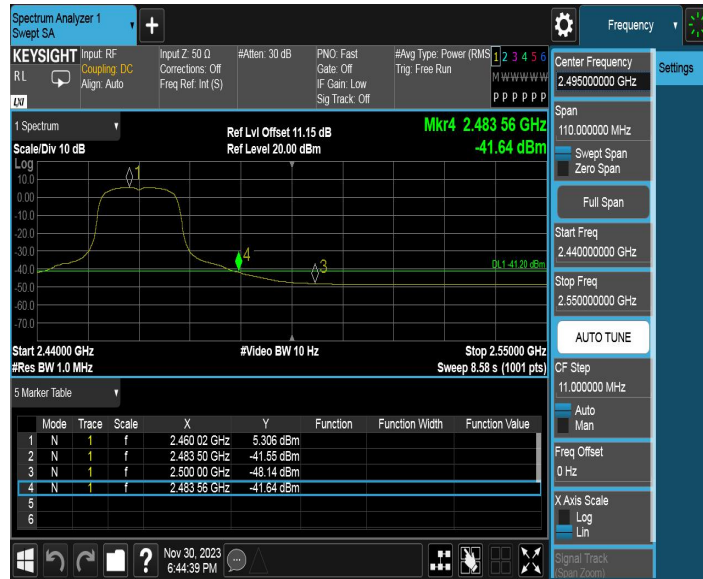 Spectrum Analyzer 1
Swept SA
+
Frequency
KEYSIGHT
RL
LXI
Input: RF
Coupling: DC
Align: Auto
Input Z: 50 Ω
Corrections: Off
Freq Ref: Int (S)
#Atten: 30 dB
PNO: Fast
Gate: Off
IF Gain: Low
Sig Track: Off
#Avg Type: Power (RMS
Trig: Free Run
1 2 3 4 5 6
M W W W W W
P P P P P P
1 Spectrum
Scale/Div 10 dB
Ref Lvl Offset 11.15 dB
Ref Level 20.00 dBm
Mkr4 2.483 56 GHz
-41.64 dBm
Log
10.0
0.00
-10.0
-20.0
-30.0
-40.0
-50.0
-60.0
-70.0
1
4
3
DL1 -41.20 dBm
Start 2.44000 GHz
#Res BW 1.0 MHz
#Video BW 10 Hz
Stop 2.55000 GHz
Sweep 8.58 s (1001 pts)
5 Marker Table
Mode Trace Scale X Y Function Function Width Function Value
1 N 1 f 2.460 02 GHz 5.306 dBm
2 N 1 f 2.483 50 GHz -41.55 dBm
3 N 1 f 2.500 00 GHz -48.14 dBm
4 N 1 f 2.483 56 GHz -41.64 dBm
5
6
?
Nov 30, 2023
6:44:39 PM
Center Frequency
2.495000000 GHz
Span
110.000000 MHz
Swept Span
Zero Span
Full Span
Start Freq
2.440000000 GHz
Stop Freq
2.550000000 GHz
AUTO TUNE
CF Step
11.000000 MHz
Auto
Man
Freq Offset
0 Hz
X Axis Scale
Log
Lin
Signal Track
(Span Zoom)
Settings